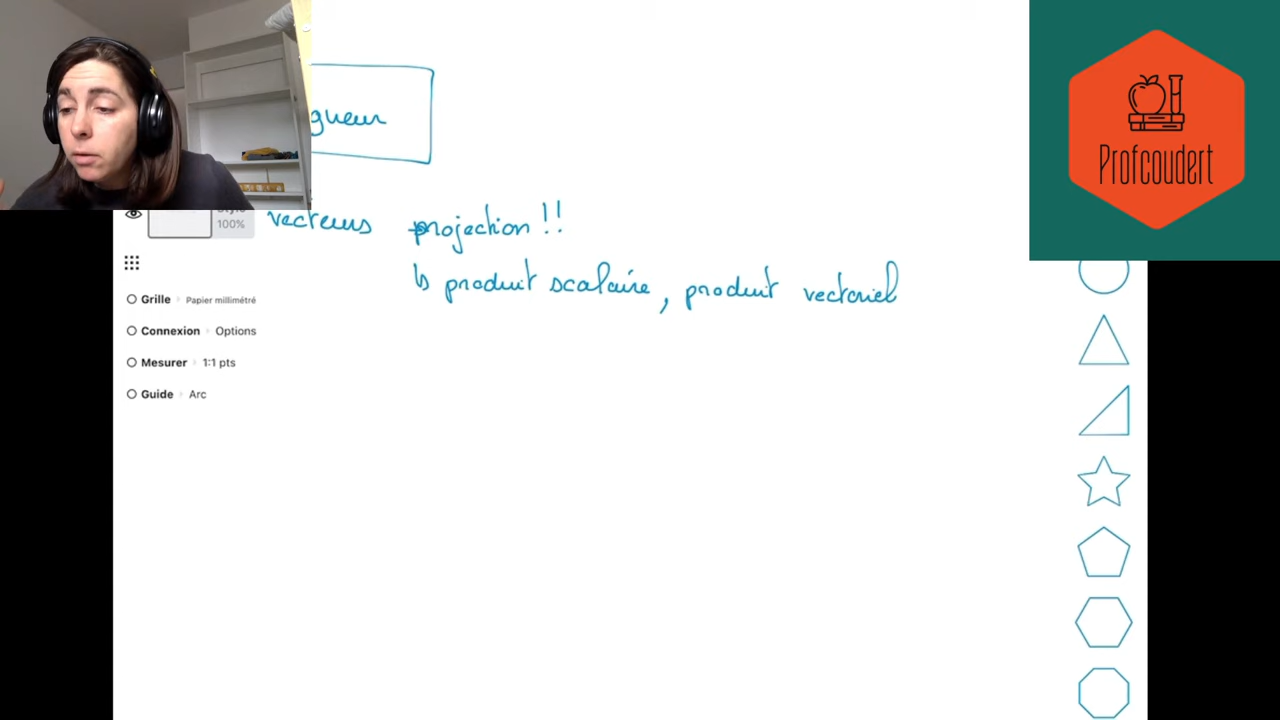 gueur
vecteurs projection!!
↳ produit scalaire, produit vectoriel
100%
Grille Papier millimétré
Connexion Options
Mesurer 1:1 pts
Guide Arc
Profcoudert